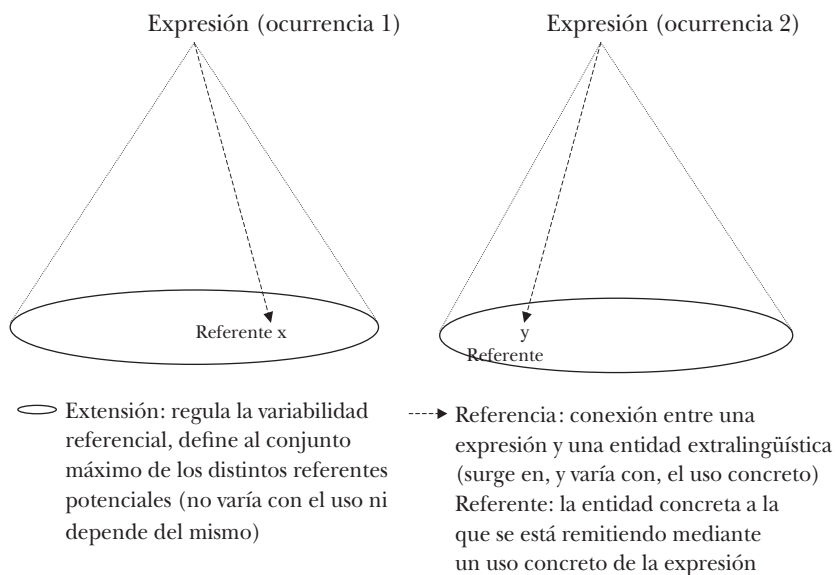 Expresión (ocurrencia 1)
Expresión (ocurrencia 2)
Referente x
y
Referente
Extensión: regula la variabilidad
referencial, define al conjunto
máximo de los distintos referentes
potenciales (no varía con el uso ni
depende del mismo)
Referencia: conexión entre una
expresión y una entidad extralingüística
(surge en, y varía con, el uso concreto)
Referente: la entidad concreta a la
que se está remitiendo mediante
un uso concreto de la expresión